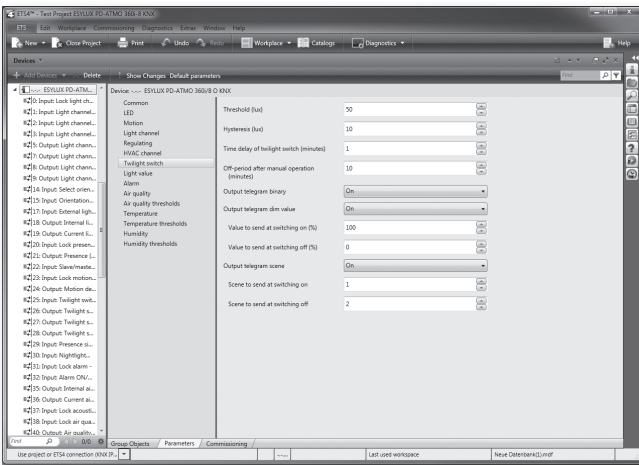 ETS4™ - Test Project ESYLUX PD-ATMO 360i-8 KNX
ETS Edit Workplace Commissioning Diagnostics Extras Window Help
New Close Project Print Undo Redo Workplace Catalogs Diagnostics Help
Devices
Add Devices Delete Show Changes Default parameters Find
-.-.- ESYLUX PD-ATM...
0: Input: Lock light ch...
1: Input: Light channel...
2: Input: Light channel...
3: Input: Light channel...
5: Output: Light chann...
7: Output: Light chann...
8: Output: Light chann...
9: Output: Light chann...
14: Input: Select orien...
15: Input: Orientation...
17: Input: External ligh...
18: Output: Internal li...
19: Output: Current li...
20: Input: Lock presen...
21: Output: Presence (...
22: Input: Slave/maste...
23: Input: Lock motion...
24: Output: Motion de...
25: Input: Twilight swit...
26: Output: Twilight s...
27: Output: Twilight s...
28: Output: Twilight s...
29: Input: Presence si...
30: Input: Nightlight...
31: Input: Lock alarm -
32: Input: Alarm ON/...
35: Output: Internal ai...
36: Output: Current ai...
37: Input: Lock acousti...
38: Input: Lock air qua...
40: Output: Air quality...
Find 0/0
Device: -.-.- ESYLUX PD-ATMO 360i/8 O KNX
Common
LED
Motion
Light channel
Regulating
HVAC channel
Twilight switch
Light value
Alarm
Air quality
Air quality thresholds
Temperature
Temperature thresholds
Humidity
Humidity thresholds
Threshold (lux) 50
Hysteresis (lux) 10
Time delay of twilight switch (minutes) 1
Off-period after manual operation (minutes) 10
Output telegram binary On
Output telegram dim value On
Value to send at switching on (%) 100
Value to send at switching off (%) 0
Output telegram scene On
Scene to send at switching on 1
Scene to send at switching off 2
Group Objects Parameters Commissioning
Use project or ETS4 connection (KNX IP... -.-.- Last used workspace Neue Datenbank(1).mdf